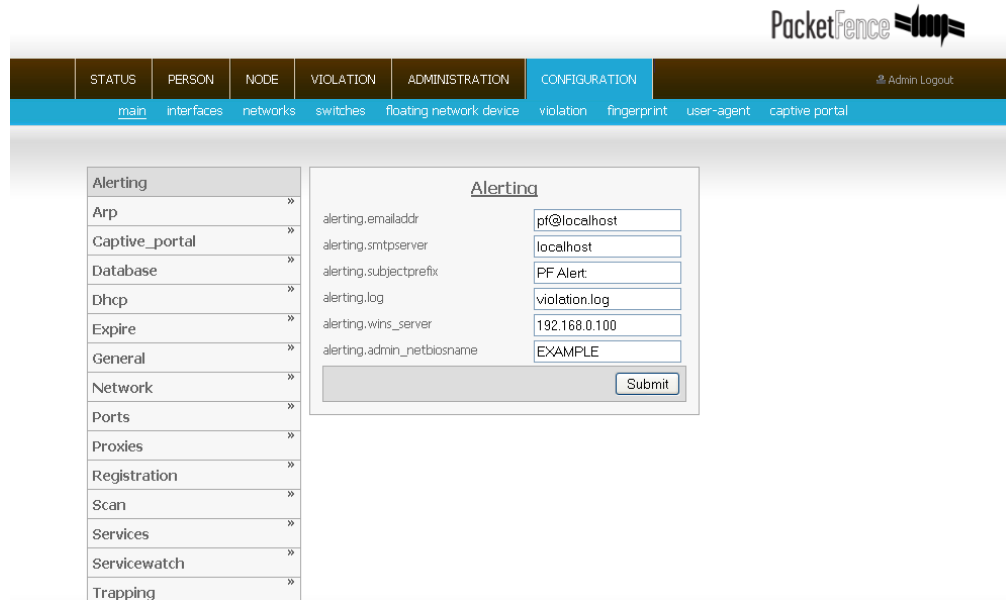 PacketFence
STATUS PERSON NODE VIOLATION ADMINISTRATION CONFIGURATION Admin Logout
main interfaces networks switches floating network device violation fingerprint user-agent captive portal
Alerting
Arp »
Captive_portal »
Database »
Dhcp »
Expire »
General »
Network »
Ports »
Proxies »
Registration »
Scan »
Services »
Servicewatch »
Trapping »
Alerting
alerting.emailaddr pf@localhost
alerting.smtpserver localhost
alerting.subjectprefix PF Alert:
alerting.log violation.log
alerting.wins_server 192.168.0.100
alerting.admin_netbiosname EXAMPLE
Submit